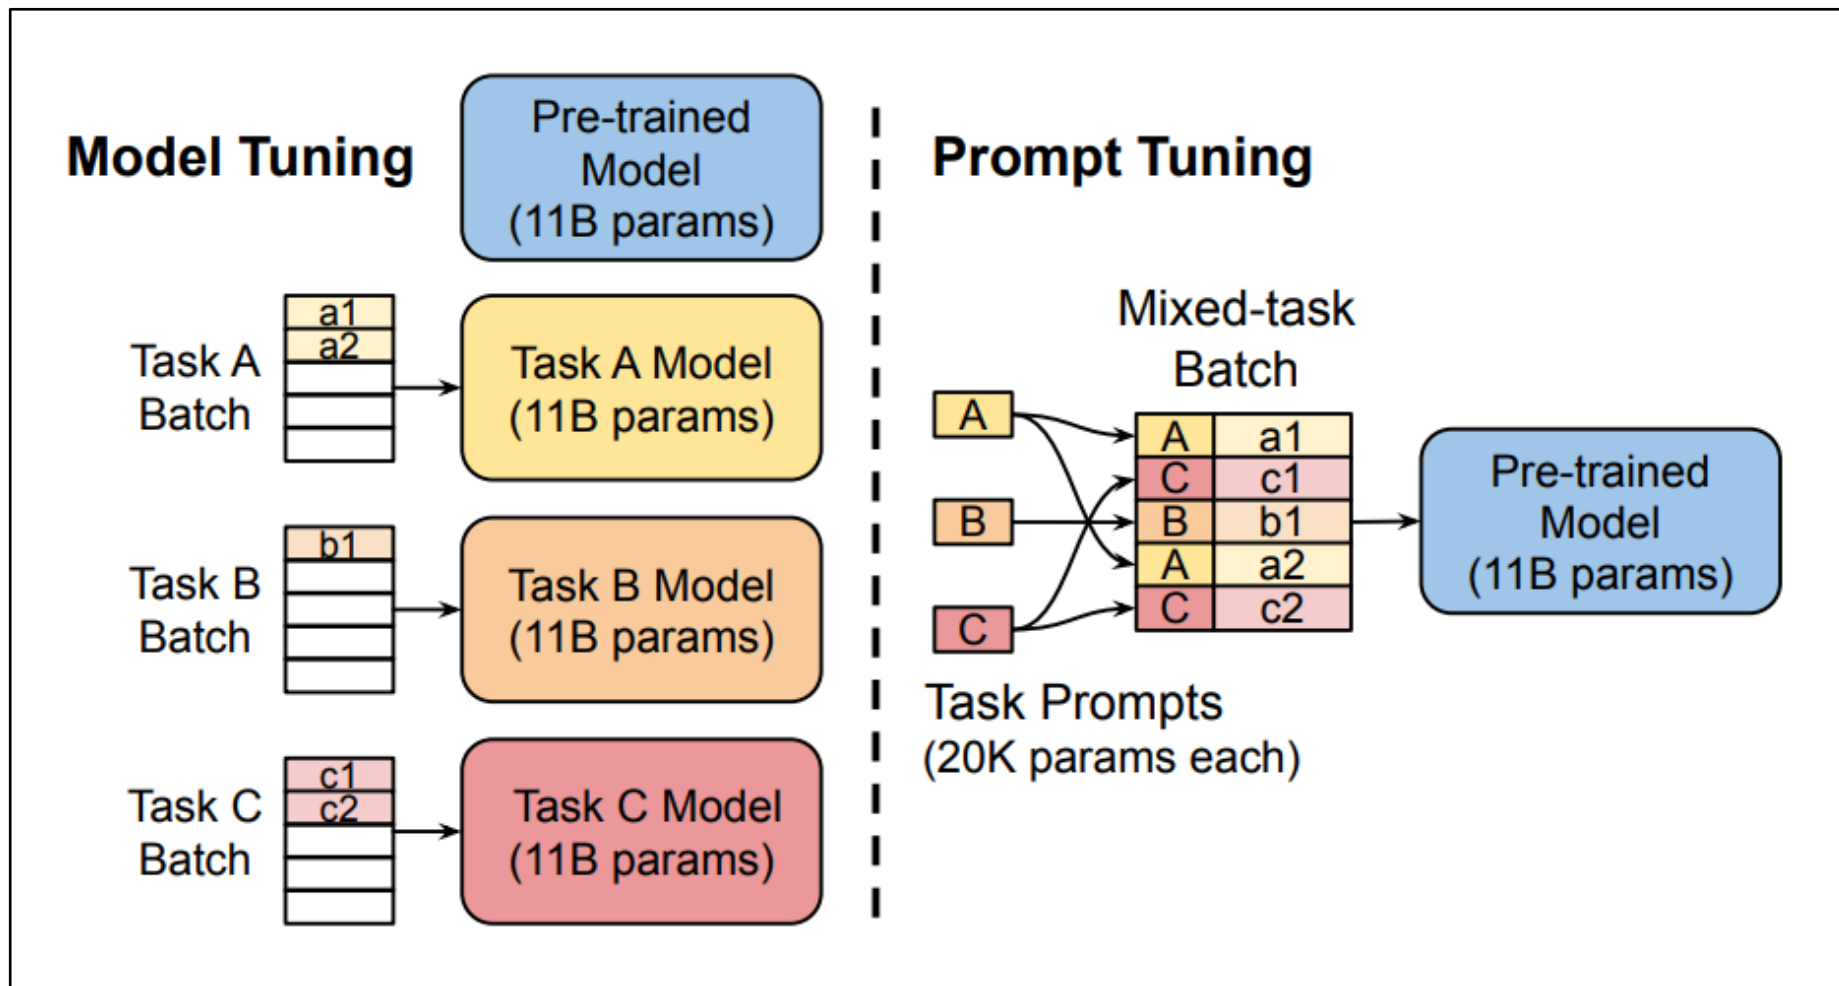 Model Tuning
Pre-trained
Model
(11B params)
Task A
Batch
a1
a2
Task A Model
(11B params)
Task B
Batch
b1
Task B Model
(11B params)
Task C
Batch
c1
c2
Task C Model
(11B params)
Prompt Tuning
Mixed-task
Batch
A
B
C
A a1
C c1
B b1
A a2
C c2
Task Prompts
(20K params each)
Pre-trained
Model
(11B params)